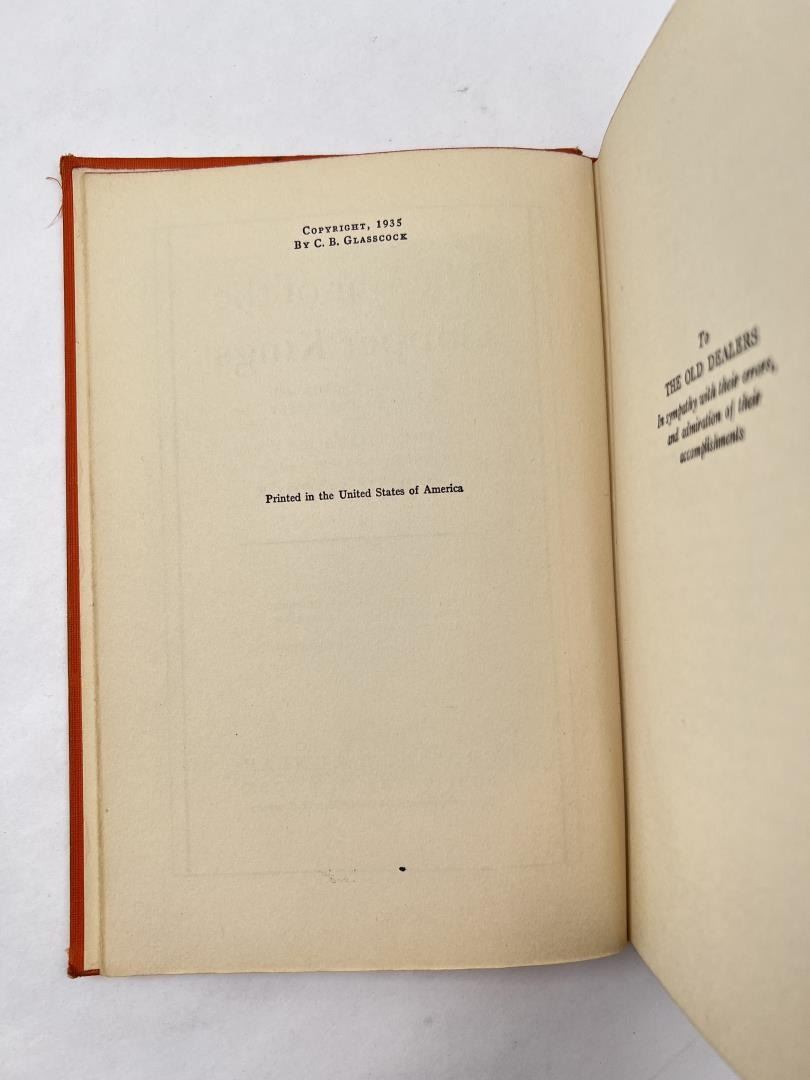 COPYRIGHT, 1935
BY C. B. GLASSCOCK
Printed in the United States of America
To
THE OLD DEALERS
In sympathy with their errors,
and admiration of their
accomplishments